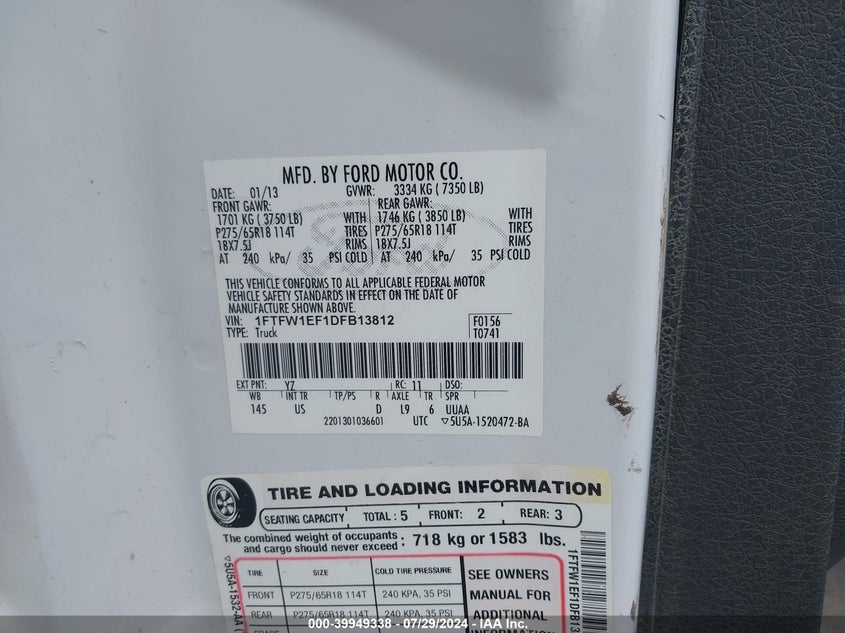 MFD. BY FORD MOTOR CO.
DATE: 01/13 GVWR: 3334 KG ( 7350 LB)
FRONT GAWR: REAR GAWR:
1701 KG ( 3750 LB) WITH 1746 KG ( 3850 LB) WITH
P275/65R18 114T TIRES P275/65R18 114T TIRES
18X7.5J RIMS 18X7.5J RIMS
AT 240 kPa/ 35 PSI COLD AT 240 kPa/ 35 PSI COLD
THIS VEHICLE CONFORMS TO ALL APPLICABLE FEDERAL MOTOR
VEHICLE SAFETY STANDARDS IN EFFECT ON THE DATE OF
MANUFACTURE SHOWN ABOVE.
VIN: 1FTFW1EF1DFB13812 F0156
TYPE: Truck T0741
EXT PNT: YZ RC: 11 DSO:
WB INT TR TP/PS R AXLE TR SPR
145 US D L9 6 UUAA
2201301036601 UTC ▽5U5A-1520472-BA
TIRE AND LOADING INFORMATION
SEATING CAPACITY TOTAL : 5 FRONT: 2 REAR: 3
The combined weight of occupants
and cargo should never exceed : 718 kg or 1583 lbs.
TIRE SIZE COLD TIRE PRESSURE
FRONT P275/65R18 114T 240 KPA, 35 PSI
REAR P275/65R18 114T 240 KPA, 35 PSI
SEE OWNERS
MANUAL FOR
ADDITIONAL
INFORMATION
▽5U5A-1532-AA
1FTFW1EF1DFB13
000-39949338 - 07/29/2024 - IAA Inc.